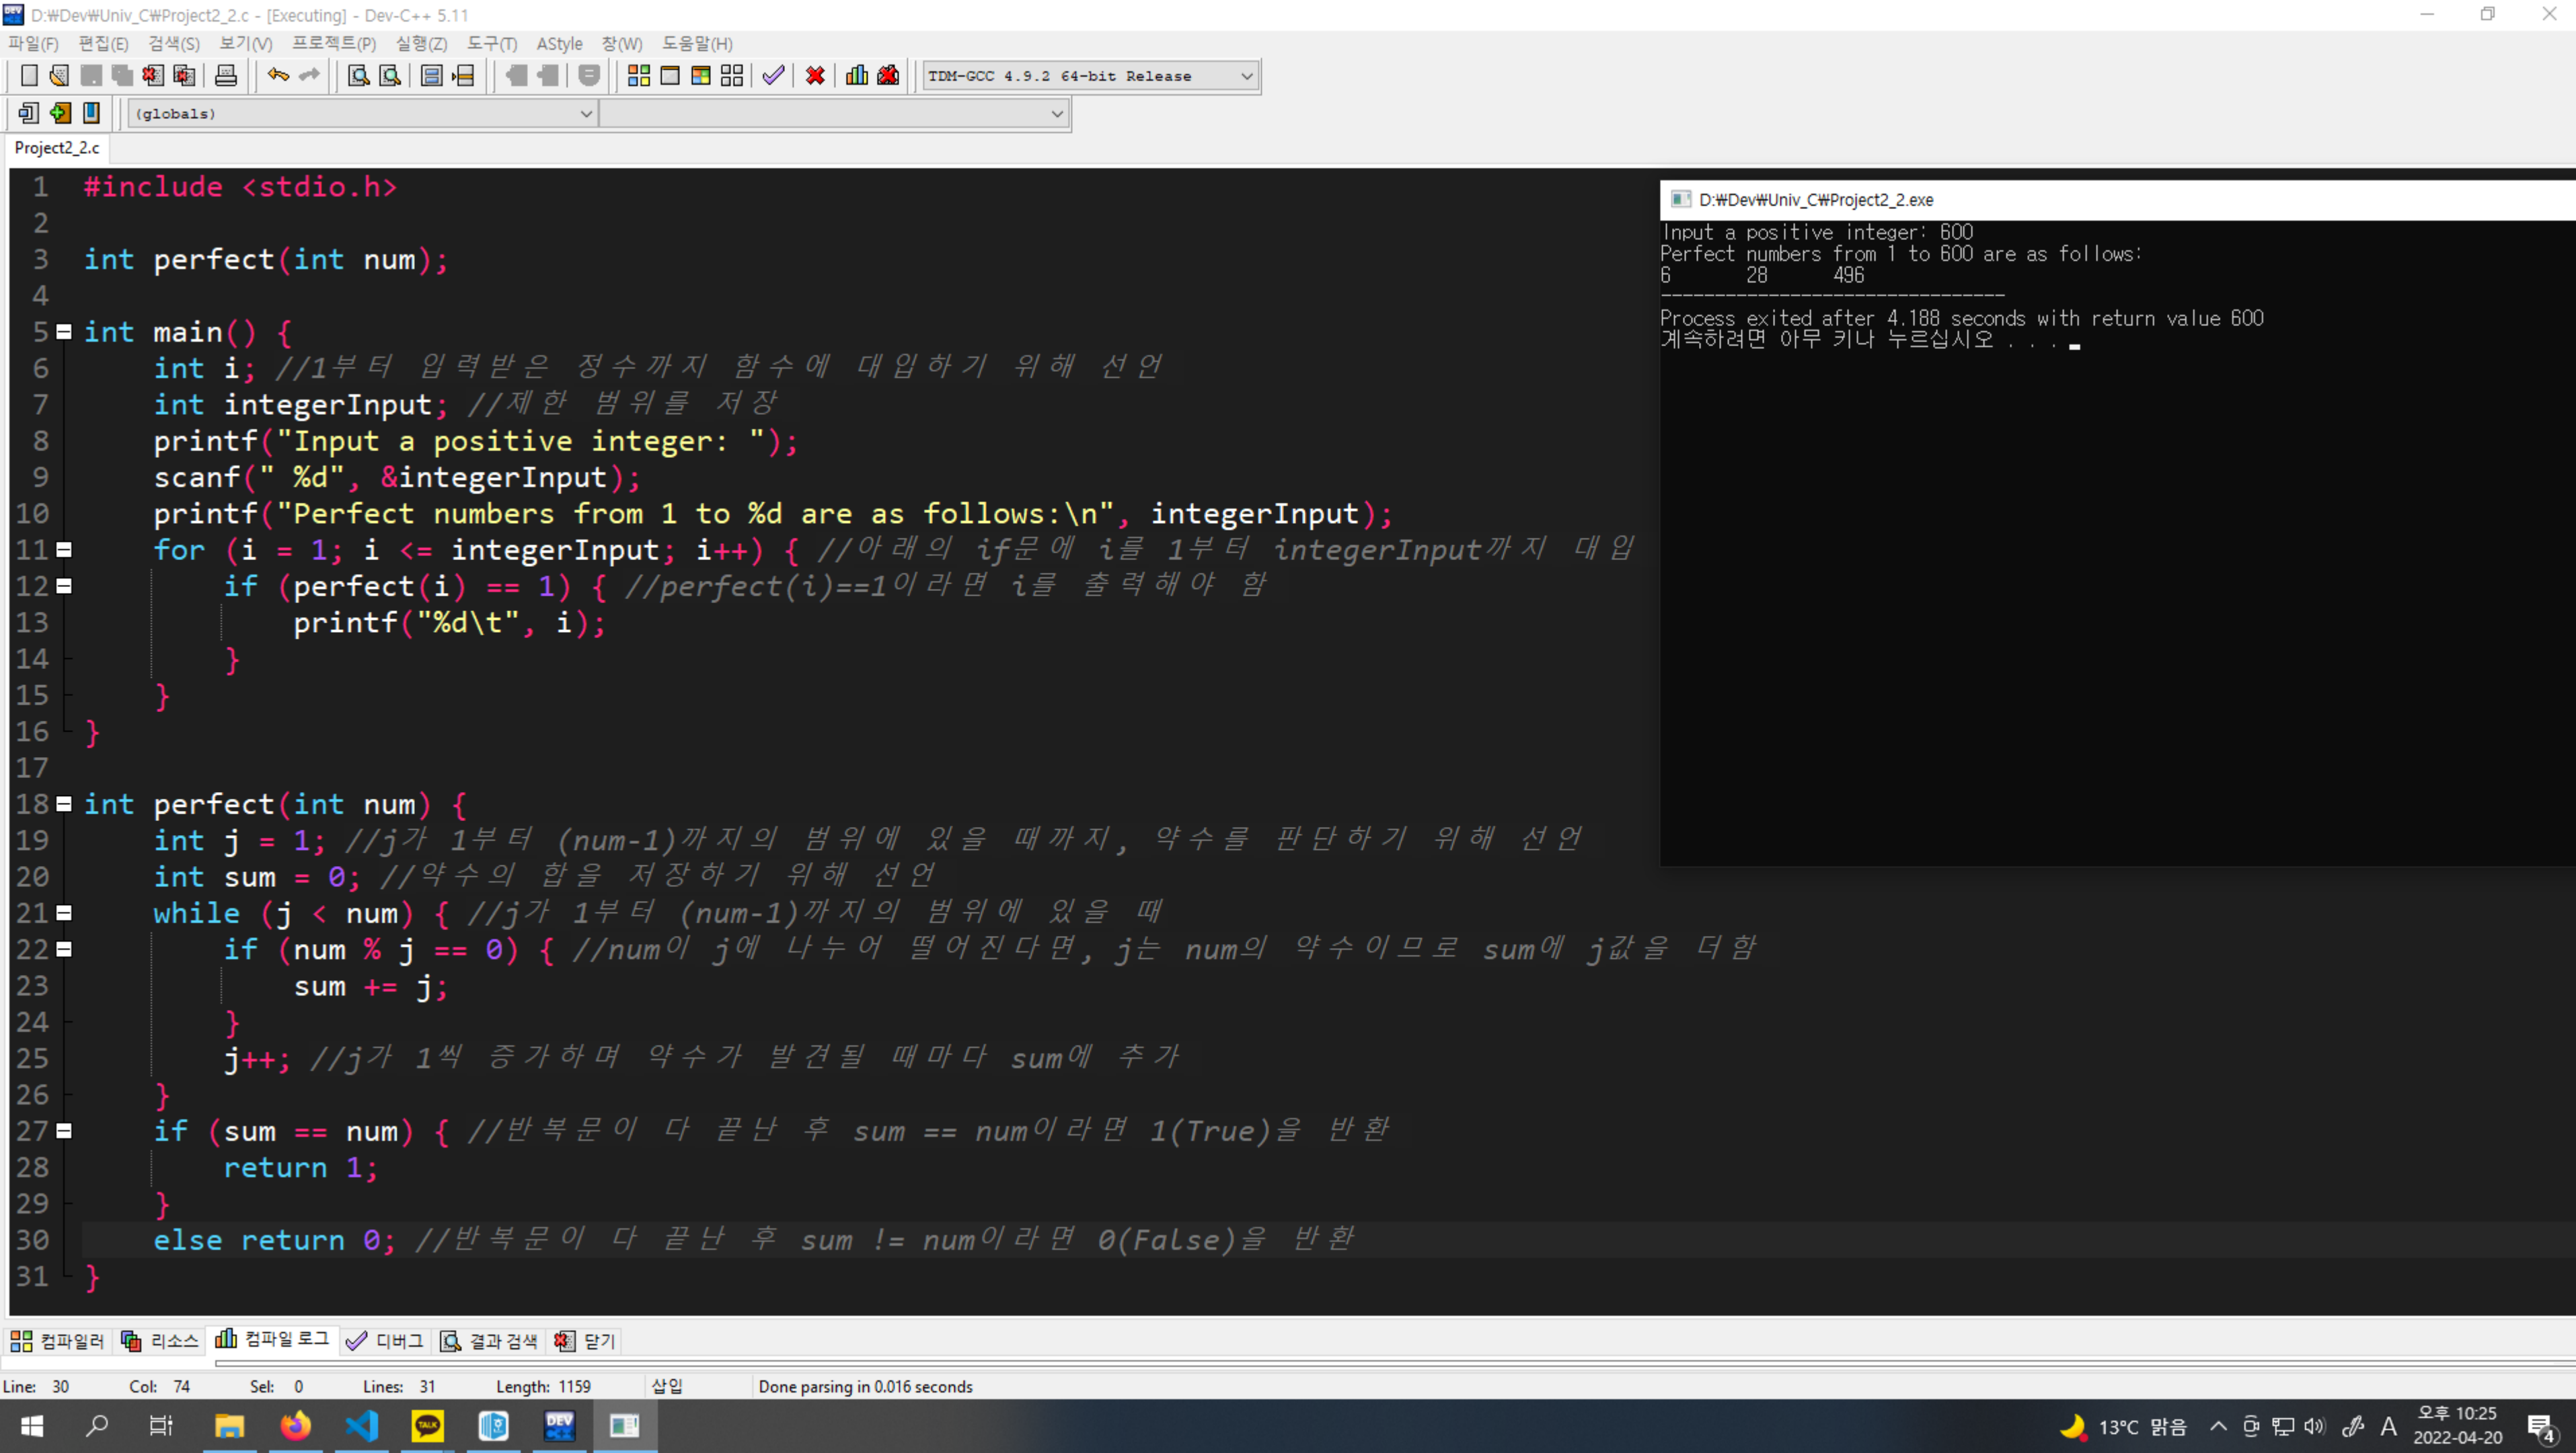 D:₩Dev₩Univ_C₩Project2_2.c - [Executing] - Dev-C++ 5.11
파일(F) 편집(E) 검색(S) 보기(V) 프로젝트(P) 실행(Z) 도구(T) AStyle 창(W) 도움말(H)
TDM-GCC 4.9.2 64-bit Release
(globals)
Project2_2.c
1 #include <stdio.h>
2
3 int perfect(int num);
4
5 int main() {
6 int i; //1부터 입력받은 정수까지 함수에 대입하기 위해 선언
7 int integerInput; //제한 범위를 저장
8 printf("Input a positive integer: ");
9 scanf(" %d", &integerInput);
10 printf("Perfect numbers from 1 to %d are as follows:\n", integerInput);
11 for (i = 1; i <= integerInput; i++) { //아래의 if문에 i를 1부터 integerInput까지 대입
12 if (perfect(i) == 1) { //perfect(i)==1이라면 i를 출력해야 함
13 printf("%d\t", i);
14 }
15 }
16 }
17
18 int perfect(int num) {
19 int j = 1; //j가 1부터 (num-1)까지의 범위에 있을 때까지, 약수를 판단하기 위해 선언
20 int sum = 0; //약수의 합을 저장하기 위해 선언
21 while (j < num) { //j가 1부터 (num-1)까지의 범위에 있을 때
22 if (num % j == 0) { //num이 j에 나누어 떨어진다면, j는 num의 약수이므로 sum에 j값을 더함
23 sum += j;
24 }
25 j++; //j가 1씩 증가하며 약수가 발견될 때마다 sum에 추가
26 }
27 if (sum == num) { //반복문이 다 끝난 후 sum == num이라면 1(True)을 반환
28 return 1;
29 }
30 else return 0; //반복문이 다 끝난 후 sum != num이라면 0(False)을 반환
31 }
D:₩Dev₩Univ_C₩Project2_2.exe
Input a positive integer: 600
Perfect numbers from 1 to 600 are as follows:
6 28 496
--------------------------------
Process exited after 4.188 seconds with return value 600
계속하려면 아무 키나 누르십시오 . . .
컴파일러 리소스 컴파일 로그 디버그 결과 검색 닫기
Line: 30 Col: 74 Sel: 0 Lines: 31 Length: 1159 삽입 Done parsing in 0.016 seconds
TALK DEV
13°C 맑음 A 오후 10:25
2022-04-20 4